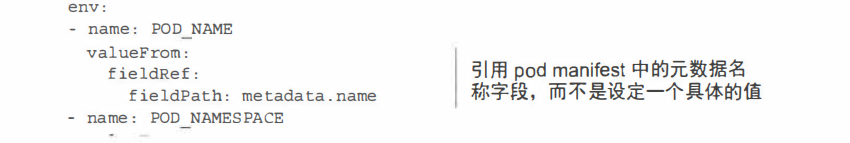 env:
- name: POD_NAME
valueFrom:
fieldRef:
fieldPath: metadata.name
- name: POD_NAMESPACE
引用 pod manifest 中的元数据名
称字段，而不是设定一个具体的值